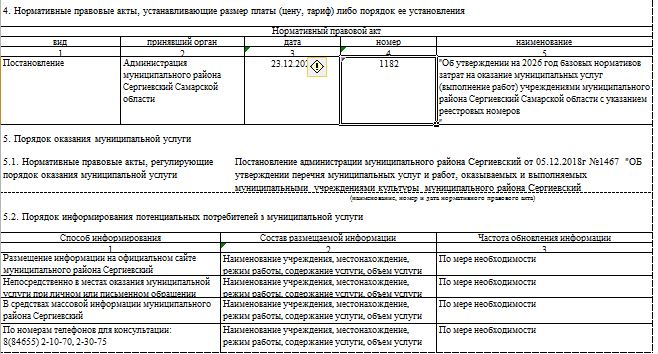 4. Нормативные правовые акты, устанавливающие размер платы (цену, тариф) либо порядок ее установления
Нормативный правовой акт
вид принявший орган дата номер наименование
1 2 3 4 5
Постановление Администрация муниципального района Сергиевский Самарской области 23.12. 1182 "Об утверждении на 2026 год базовых нормативов затрат на оказание муниципальных услуг (выполнение работ) учреждениями муниципального района Сергиевский Самарской области с указанием реестровых номеров
"
5. Порядок оказания муниципальной услуги
5.1. Нормативные правовые акты, регулирующие порядок оказания муниципальной услуги
Постановление администрации муниципального района Сергиевский от 05.12.2018г №1467 "ОБ
утверждении перечня муниципальных услуг и работ, оказываемых и выполняемых
муниципальными учреждениями культуры муниципального района Сергиевский
(наименование, номер и дата нормативного правового акта)
5.2. Порядок информирования потенциальных потребителей муниципальной услуги
Способ информирования Состав размещаемой информации Частота обновления информации
1 2 3
Размещение информации на официальном сайте муниципального района Сергиевский Наименование учреждения, местонахождение, режим работы, содержание услуги, объем услуги По мере необходимости
Непосредственно в местах оказания муниципальной услуги при личном или письменном обращении Наименование учреждения, местонахождение, режим работы, содержание услуги, объем услуги По мере необходимости
В средствах массовой информации муниципального района Сергиевский Наименование учреждения, местонахождение, режим работы, содержание услуги, объем услуги По мере необходимости
По номерам телефонов для консультации: 8(84655) 2-10-70, 2-30-75 Наименование учреждения, местонахождение, режим работы, содержание услуги, объем услуги По мере необходимости